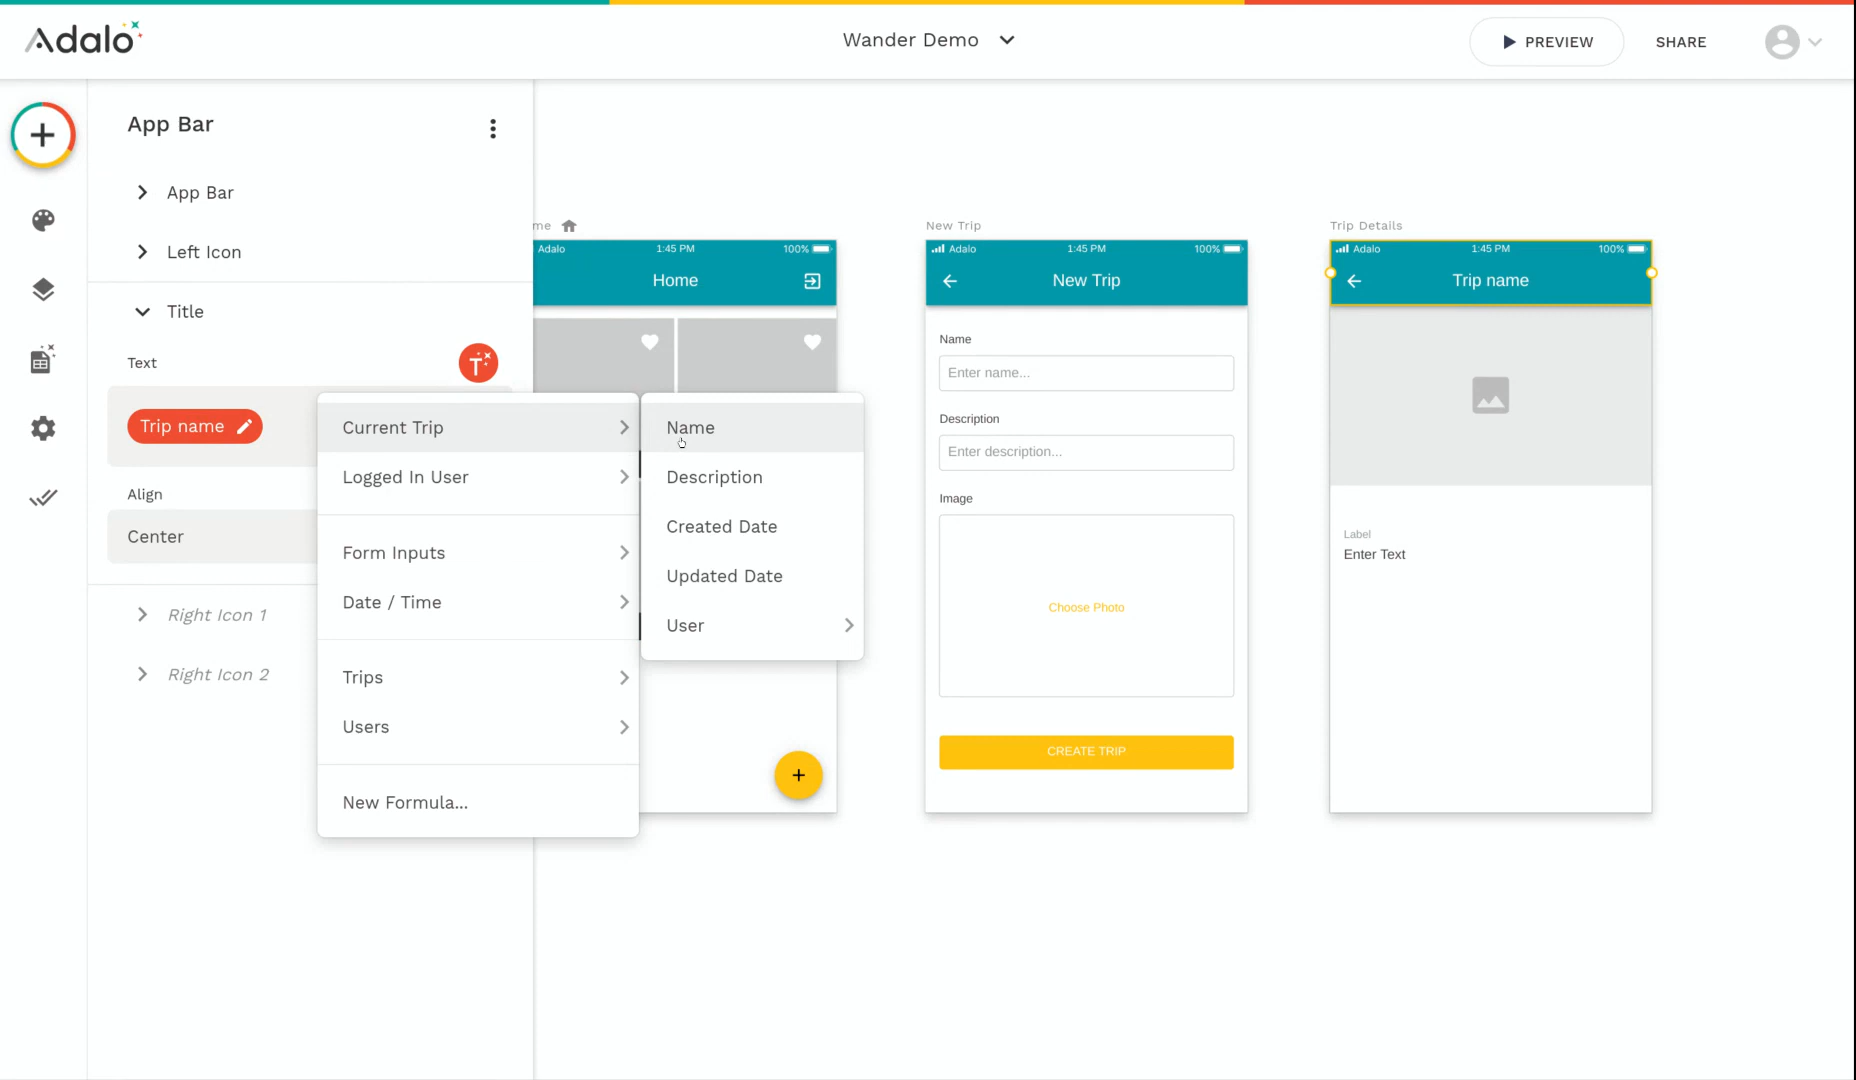 Adalo
Wander Demo
PREVIEW
SHARE
App Bar
App Bar
Left Icon
Title
Text
T
Trip name
Align
Center
Right Icon 1
Right Icon 2
Current Trip
Logged In User
Form Inputs
Date / Time
Trips
Users
New Formula...
Name
Description
Created Date
Updated Date
User
me
Adalo 1:45 PM 100%
Home
New Trip
Adalo 1:45 PM 100%
New Trip
Name
Enter name...
Description
Enter description...
Image
Choose Photo
CREATE TRIP
Trip Details
Adalo 1:45 PM 100%
Trip name
Label
Enter Text